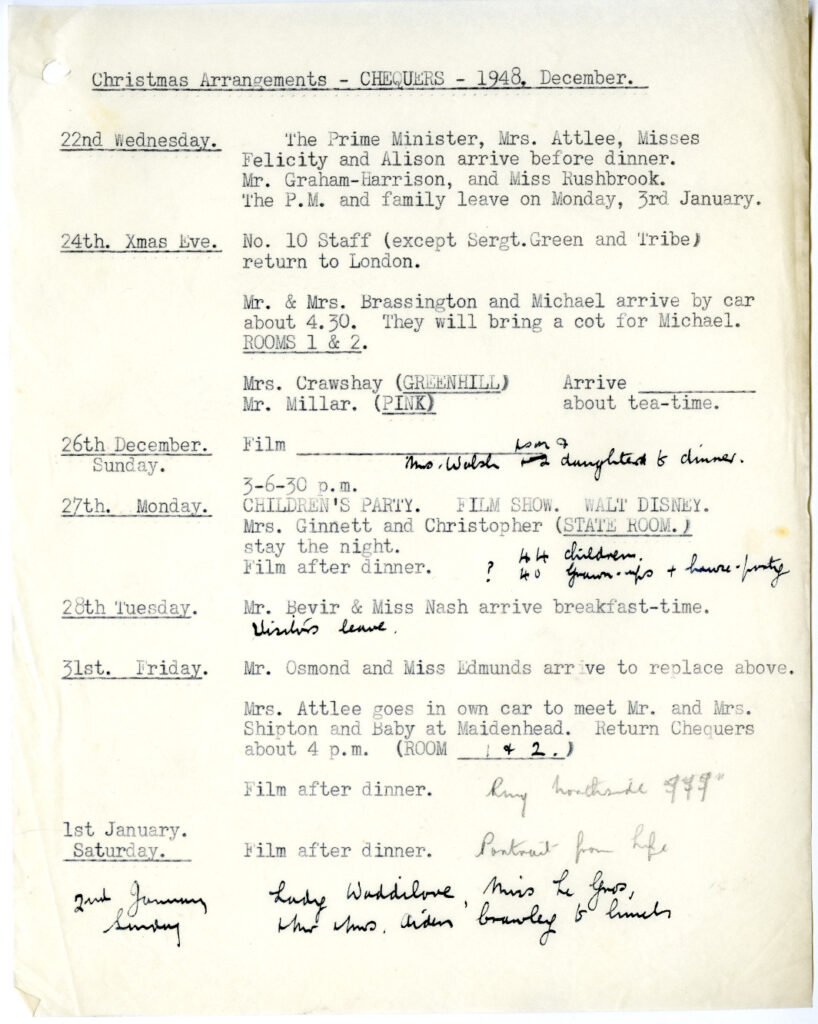 Christmas Arrangements - CHEQUERS - 1948. December.
22nd Wednesday. The Prime Minister, Mrs. Attlee, Misses
Felicity and Alison arrive before dinner.
Mr. Graham-Harrison, and Miss Rushbrook.
The P.M. and family leave on Monday, 3rd January.
24th. Xmas Eve. No. 10 Staff (except Sergt.Green and Tribe)
return to London.
Mr. & Mrs. Brassington and Michael arrive by car
about 4.30. They will bring a cot for Michael.
ROOMS 1 & 2.
Mrs. Crawshay (GREENHILL) Arrive
Mr. Millar. (PINK) about tea-time.
26th December. Film
Sunday. Mrs. Walsh son & 2 daughters to dinner.
3-6-30 p.m.
27th. Monday. CHILDREN'S PARTY. FILM SHOW. WALT DISNEY.
Mrs. Ginnett and Christopher (STATE ROOM.)
stay the night. 44 children.
Film after dinner. ? 40 grown-ups + house-party
28th Tuesday. Mr. Bevir & Miss Nash arrive breakfast-time.
Visitors leave.
31st. Friday. Mr. Osmond and Miss Edmunds arrive to replace above.
Mrs. Attlee goes in own car to meet Mr. and Mrs.
Shipton and Baby at Maidenhead. Return Chequers
about 4 p.m. (ROOM 1 & 2.)
Film after dinner. Northside 777"
1st January.
Saturday. Film after dinner. Portrait from Life
2nd January Lady Waddilove, Miss Le Gros,
Sunday Mrs. Aiden Crawley to lunch